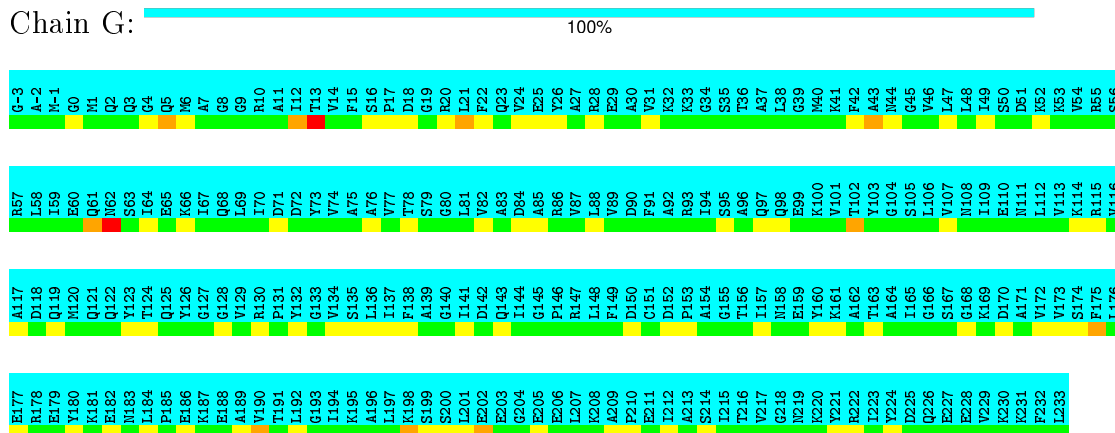 Chain G:
100%
G-3 A-2 M-1 G0 M1 Q2 Q3 G4 Q5 M6 A7 G8 G9 R10 A11 I12 T13 V14 F15 S16 P17 D18 G19 R20 L21 F22 Q23 V24 E25 Y26 A27 R28 E29 A30 V31 K32 K33 G34 S35 T36 A37 L38 G39 M40 K41 F42 A43 N44 G45 V46 L47 L48 I49 S50 D51 K52 K53 V54 R55 S56
R57 L58 I59 E60 Q61 N62 S63 I64 E65 K66 I67 Q68 L69 I70 D71 D72 Y73 V74 A75 A76 V77 T78 S79 G80 L81 V82 A83 D84 A85 R86 V87 L88 V89 D90 F91 A92 R93 I94 S95 A96 Q97 Q98 E99 K100 V101 T102 Y103 G104 S105 L106 V107 N108 I109 E110 N111 L112 V113 K114 R115 I116
A117 D118 Q119 M120 Q121 Q122 Y123 T124 Q125 Y126 G127 G128 V129 R130 P131 Y132 G133 V134 S135 L136 I137 F138 A139 G140 I141 D142 Q143 I144 G145 P146 R147 L148 F149 D150 C151 D152 P153 A154 G155 T156 I157 N158 E159 Y160 K161 A162 T163 A164 I165 G166 S167 G168 K169 D170 A171 V172 V173 S174 F175 L176
E177 R178 E179 Y180 K181 E182 N183 L184 P185 E186 K187 E188 A189 V190 T191 L192 G193 I194 K195 A196 L197 K198 S199 S200 L201 E202 E203 G204 E205 E206 L207 K208 A209 P210 E211 I212 A213 S214 I215 T216 V217 G218 N219 K220 Y221 R222 I223 Y224 D225 Q226 E227 E228 V229 K230 K231 F232 L233